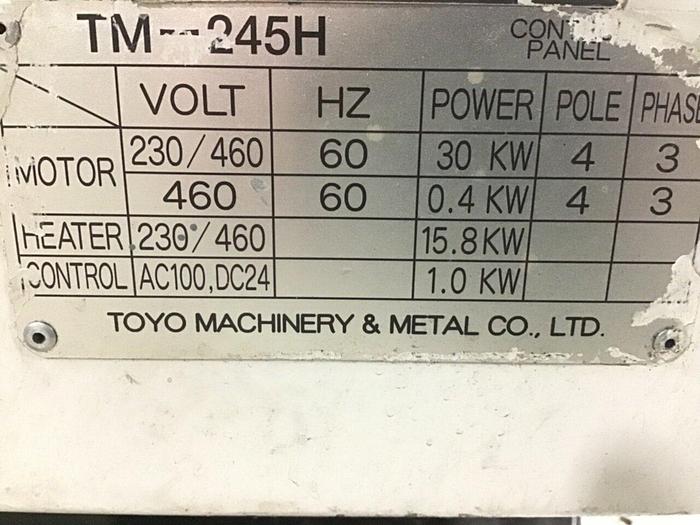 TM--245H
CONT PANEL
VOLT HZ POWER POLE PHASE
MOTOR 230/460 60 30 KW 4 3
460 60 0.4 KW 4 3
HEATER 230/460 15.8KW
CONTROL AC100,DC24 1.0 KW
TOYO MACHINERY & METAL CO., LTD.